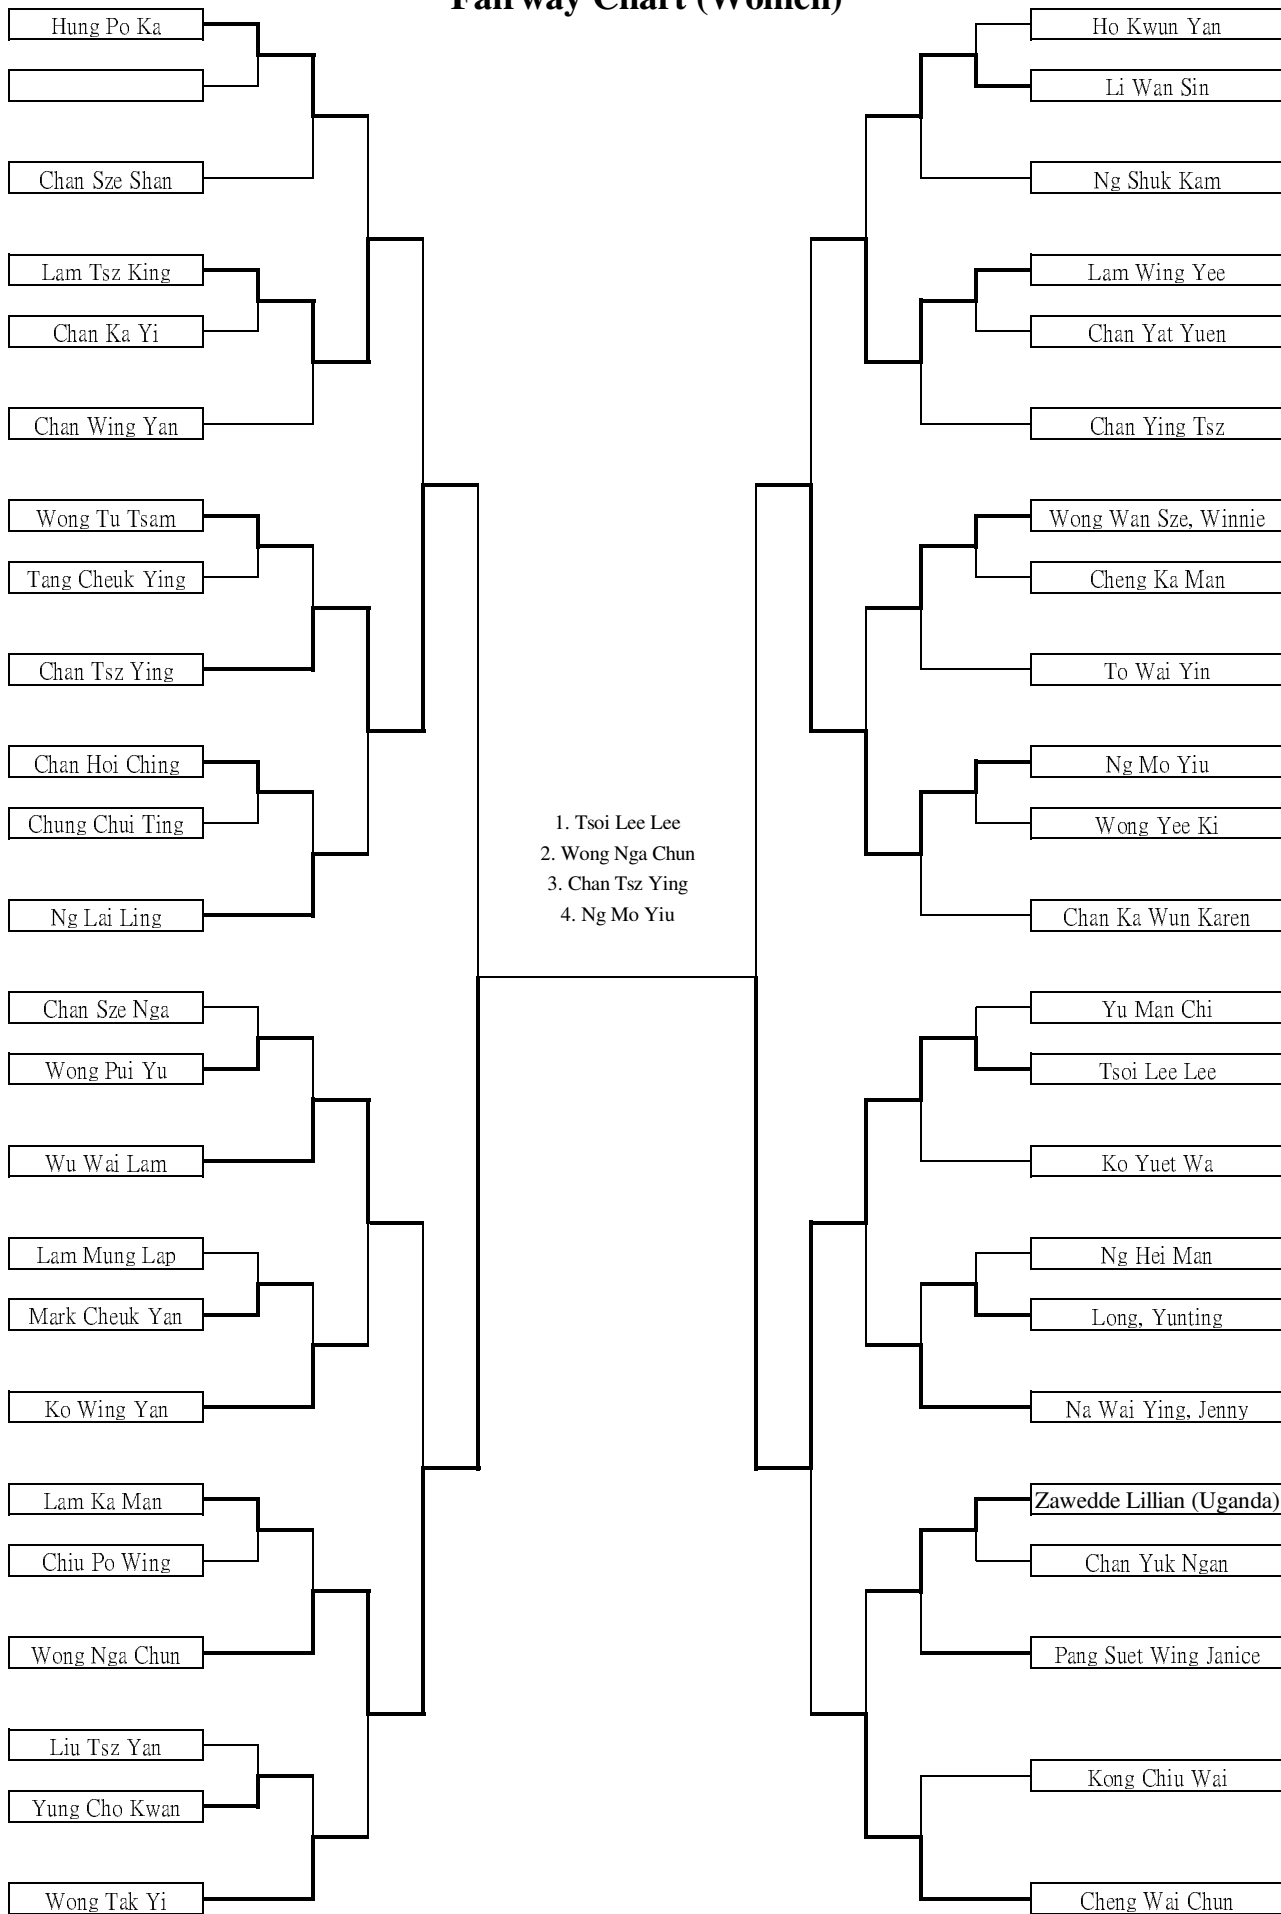 Fairway Chart (Women)
Hung Po Ka
Chan Sze Shan
Lam Tsz King
Chan Ka Yi
Chan Wing Yan
Wong Tu Tsam
Tang Cheuk Ying
Chan Tsz Ying
Chan Hoi Ching
Chung Chui Ting
Ng Lai Ling
Chan Sze Nga
Wong Pui Yu
Wu Wai Lam
Lam Mung Lap
Mark Cheuk Yan
Ko Wing Yan
Lam Ka Man
Chiu Po Wing
Wong Nga Chun
Liu Tsz Yan
Yung Cho Kwan
Wong Tak Yi
1. Tsoi Lee Lee
2. Wong Nga Chun
3. Chan Tsz Ying
4. Ng Mo Yiu
Ho Kwun Yan
Li Wan Sin
Ng Shuk Kam
Lam Wing Yee
Chan Yat Yuen
Chan Ying Tsz
Wong Wan Sze, Winnie
Cheng Ka Man
To Wai Yin
Ng Mo Yiu
Wong Yee Ki
Chan Ka Wun Karen
Yu Man Chi
Tsoi Lee Lee
Ko Yuet Wa
Ng Hei Man
Long, Yunting
Na Wai Ying, Jenny
Zawedde Lillian (Uganda)
Chan Yuk Ngan
Pang Suet Wing Janice
Kong Chiu Wai
Cheng Wai Chun